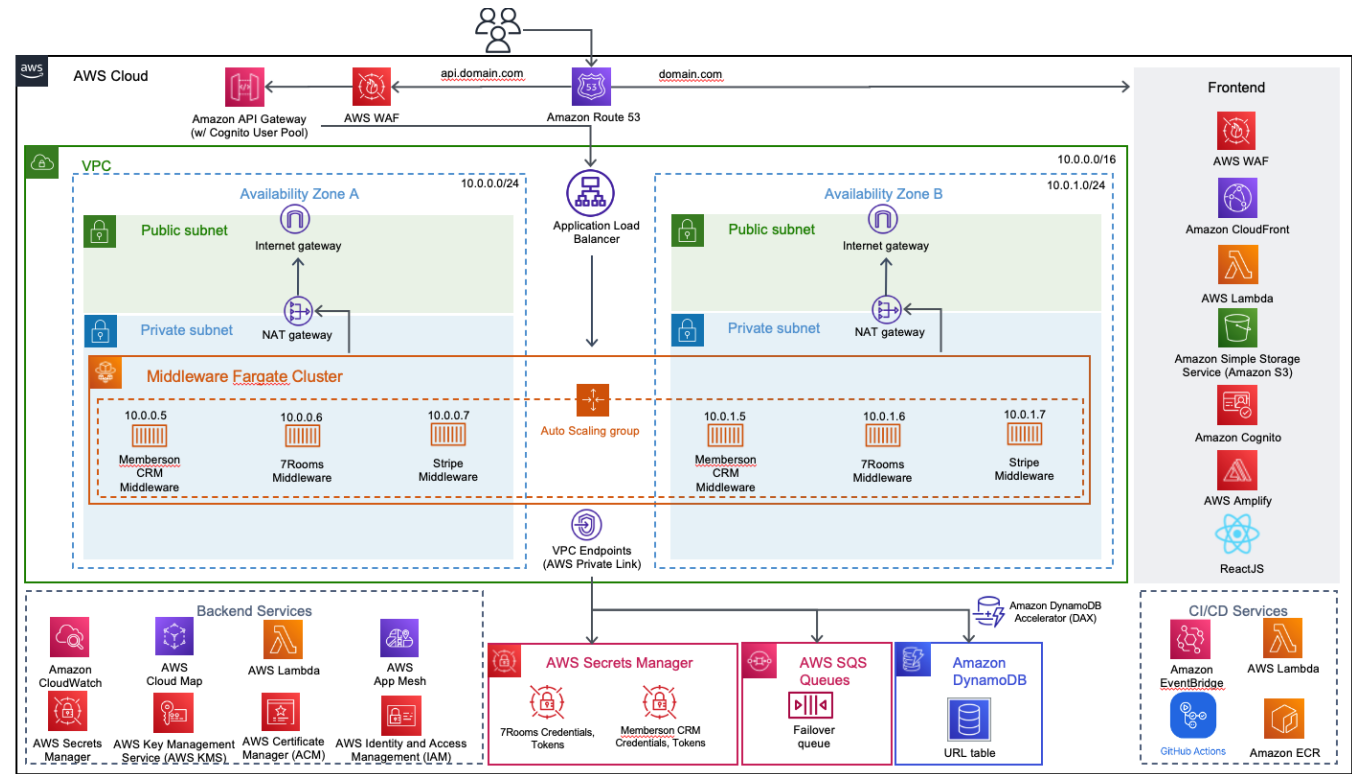 aws
AWS Cloud
api.domain.com
domain.com
53
Amazon API Gateway
(w/ Cognito User Pool)
AWS WAF
Amazon Route 53
VPC
10.0.0.0/16
10.0.0.0/24
Availability Zone A
Public subnet
Internet gateway
Private subnet
NAT gateway
Application Load
Balancer
10.0.1.0/24
Availability Zone B
Public subnet
Internet gateway
Private subnet
NAT gateway
Middleware Fargate Cluster
10.0.0.5
Memberson
CRM
Middleware
10.0.0.6
7Rooms
Middleware
10.0.0.7
Stripe
Middleware
Auto Scaling group
10.0.1.5
Memberson
CRM
Middleware
10.0.1.6
7Rooms
Middleware
10.0.1.7
Stripe
Middleware
VPC Endpoints
(AWS Private Link)
Frontend
AWS WAF
Amazon CloudFront
AWS Lambda
Amazon Simple Storage
Service (Amazon S3)
Amazon Cognito
AWS Amplify
ReactJS
Backend Services
Amazon
CloudWatch
AWS
Cloud Map
AWS Lambda
AWS
App Mesh
AWS Secrets
Manager
AWS Key Management
Service (AWS KMS)
AWS Certificate
Manager (ACM)
AWS Identity and Access
Management (IAM)
AWS Secrets Manager
7Rooms Credentials,
Tokens
Memberson CRM
Credentials, Tokens
AWS SQS
Queues
Failover
queue
Amazon DynamoDB
Accelerator (DAX)
Amazon
DynamoDB
URL table
CI/CD Services
Amazon
EventBridge
AWS Lambda
GitHub Actions
Amazon ECR